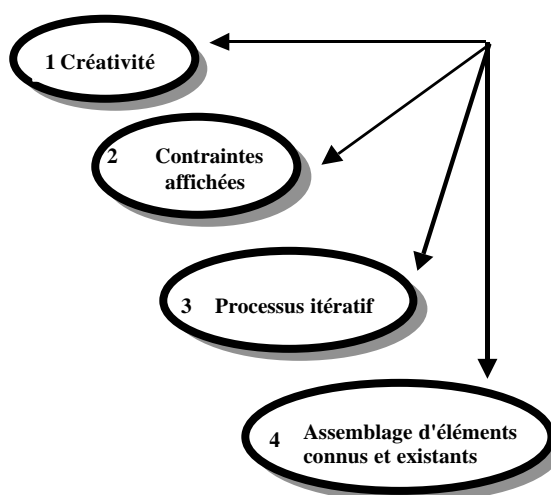 1 Créativité
2 Contraintes
affichées
3 Processus itératif
4 Assemblage d'éléments
connus et existants